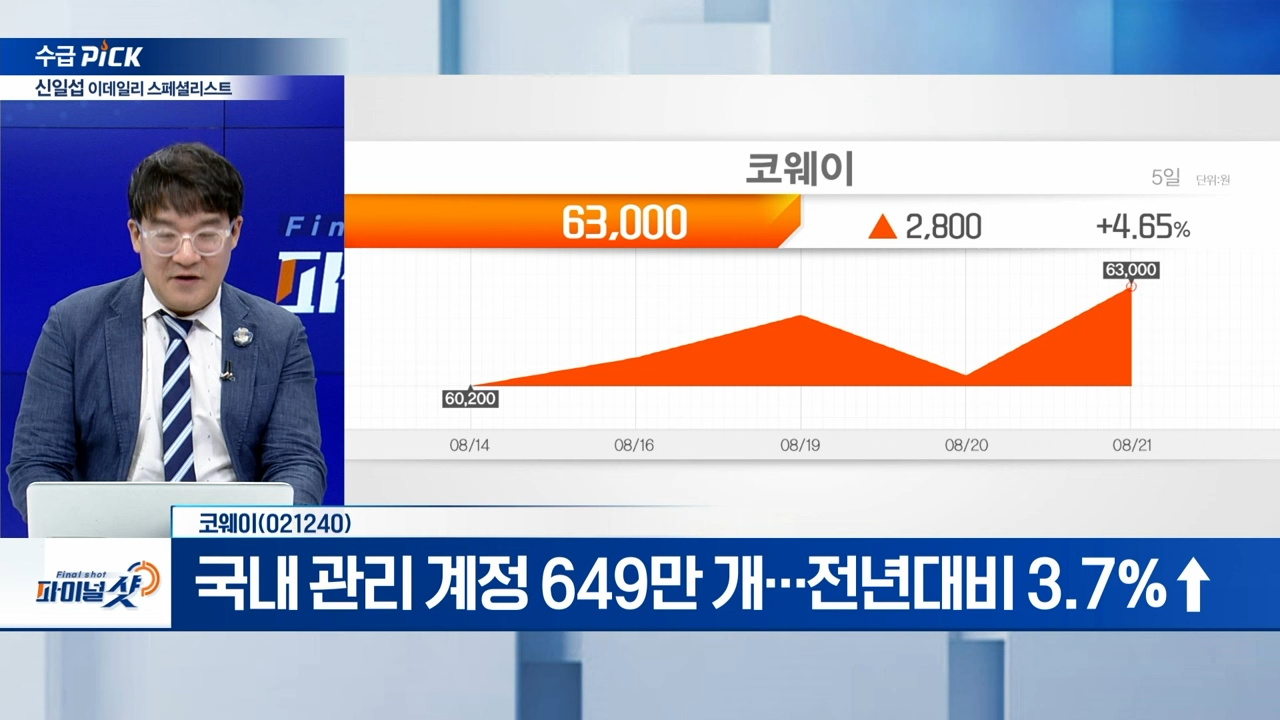 수급 PiCK
신일섭 이데일리 스페셜리스트
Fin
파
코웨이
5일 단위:원
63,000 ▲ 2,800 +4.65%
63,000
60,200
08/14 08/16 08/19 08/20 08/21
코웨이(021240)
Final shot
파이널샷
국내 관리 계정 649만 개…전년대비 3.7%↑